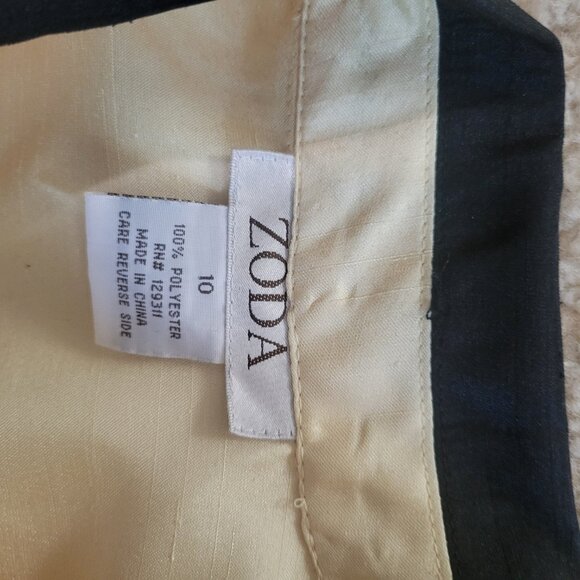 ZODA
10
100% POLYESTER
RN# 129311
MADE IN CHINA
CARE REVERSE SIDE